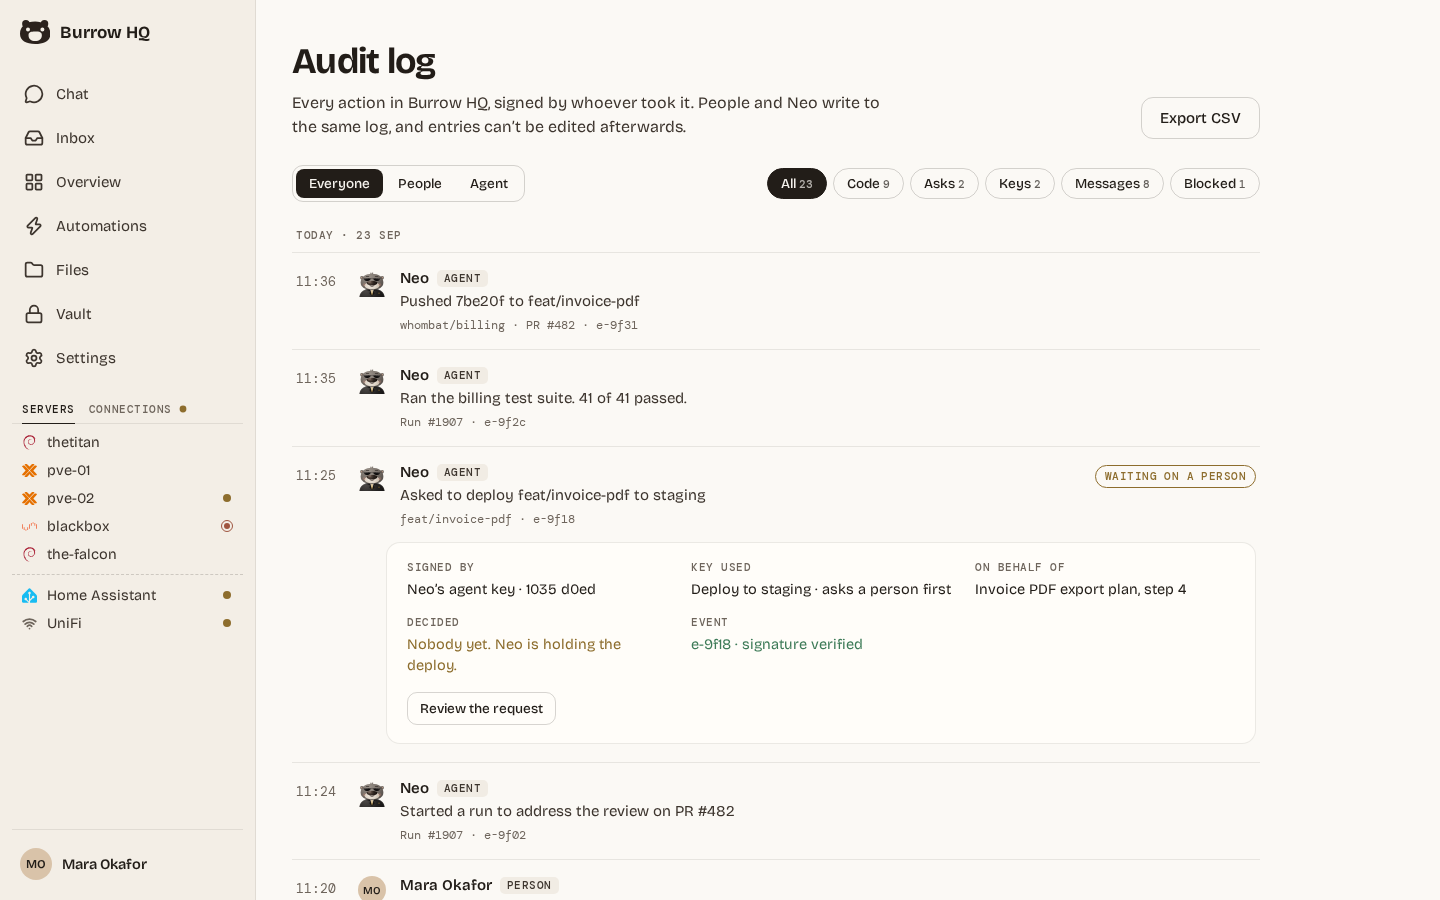 Burrow HQ
Chat
Inbox
Overview
Automations
Files
Vault
Settings
SERVERS CONNECTIONS
thetitan
pve-01
pve-02
blackbox
the-falcon
Home Assistant
UniFi
MO Mara Okafor
Audit log
Every action in Burrow HQ, signed by whoever took it. People and Neo write to
the same log, and entries can’t be edited afterwards.
Export CSV
Everyone People Agent
All 23 Code 9 Asks 2 Keys 2 Messages 8 Blocked 1
TODAY · 23 SEP
11:36 Neo AGENT
Pushed 7be20f to feat/invoice-pdf
whombat/billing · PR #482 · e-9f31
11:35 Neo AGENT
Ran the billing test suite. 41 of 41 passed.
Run #1907 · e-9f2c
11:25 Neo AGENT WAITING ON A PERSON
Asked to deploy feat/invoice-pdf to staging
feat/invoice-pdf · e-9f18
SIGNED BY
Neo’s agent key · 1035 d0ed
KEY USED
Deploy to staging · asks a person first
ON BEHALF OF
Invoice PDF export plan, step 4
DECIDED
Nobody yet. Neo is holding the
deploy.
EVENT
e-9f18 · signature verified
Review the request
11:24 Neo AGENT
Started a run to address the review on PR #482
Run #1907 · e-9f02
11:20 MO Mara Okafor PERSON